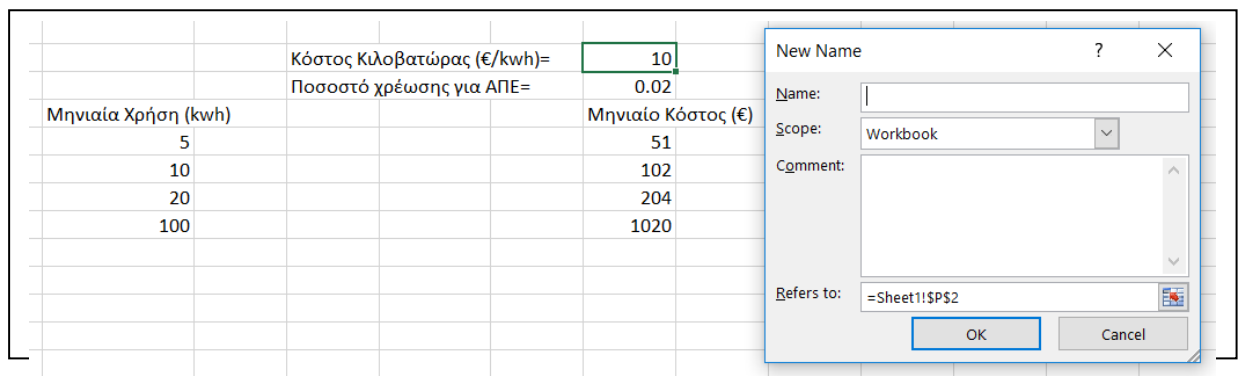 Κόστος Κιλοβατώρας (€/kwh)= 10
Ποσοστό χρέωσης για ΑΠΕ= 0.02
Μηνιαία Χρήση (kwh) Μηνιαίο Κόστος (€)
5 51
10 102
20 204
100 1020
New Name ? ×
Name:
Scope: Workbook
Comment:
Refers to: =Sheet1!$P$2
OK Cancel